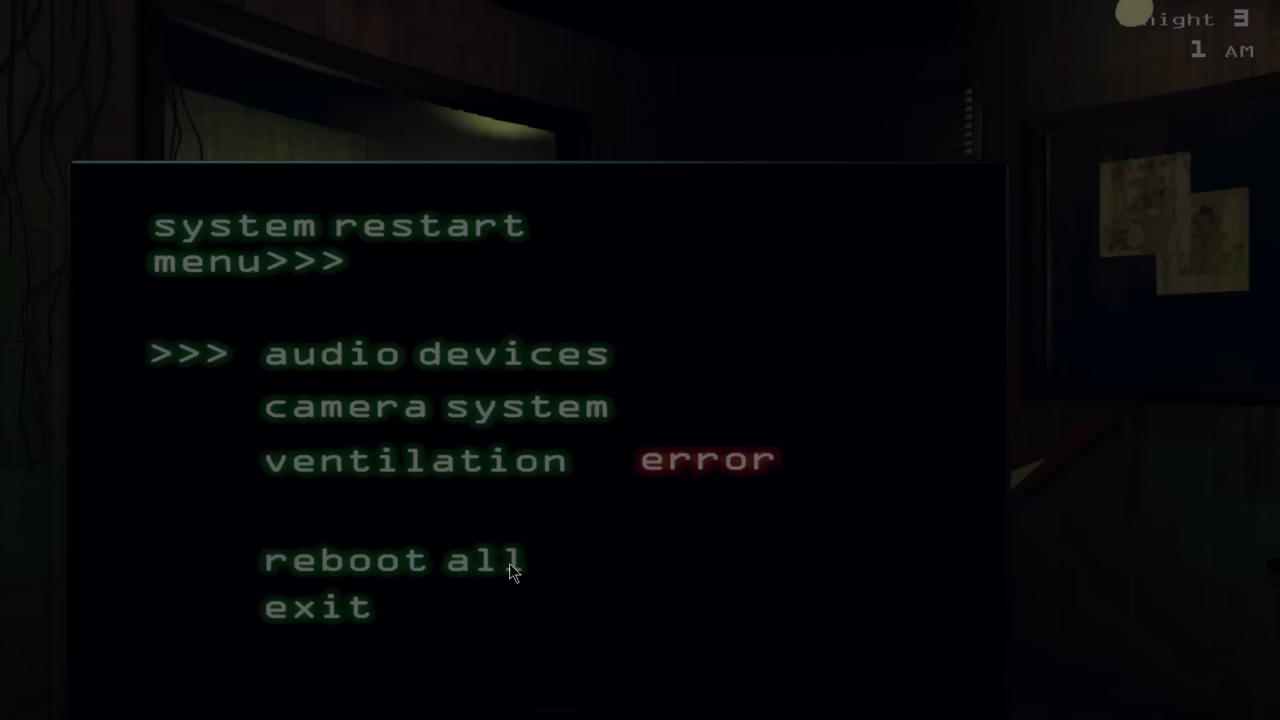 night 3
1 AM
system restart
menu>>>
>>> audio devices
camera system
ventilation error
reboot all
exit